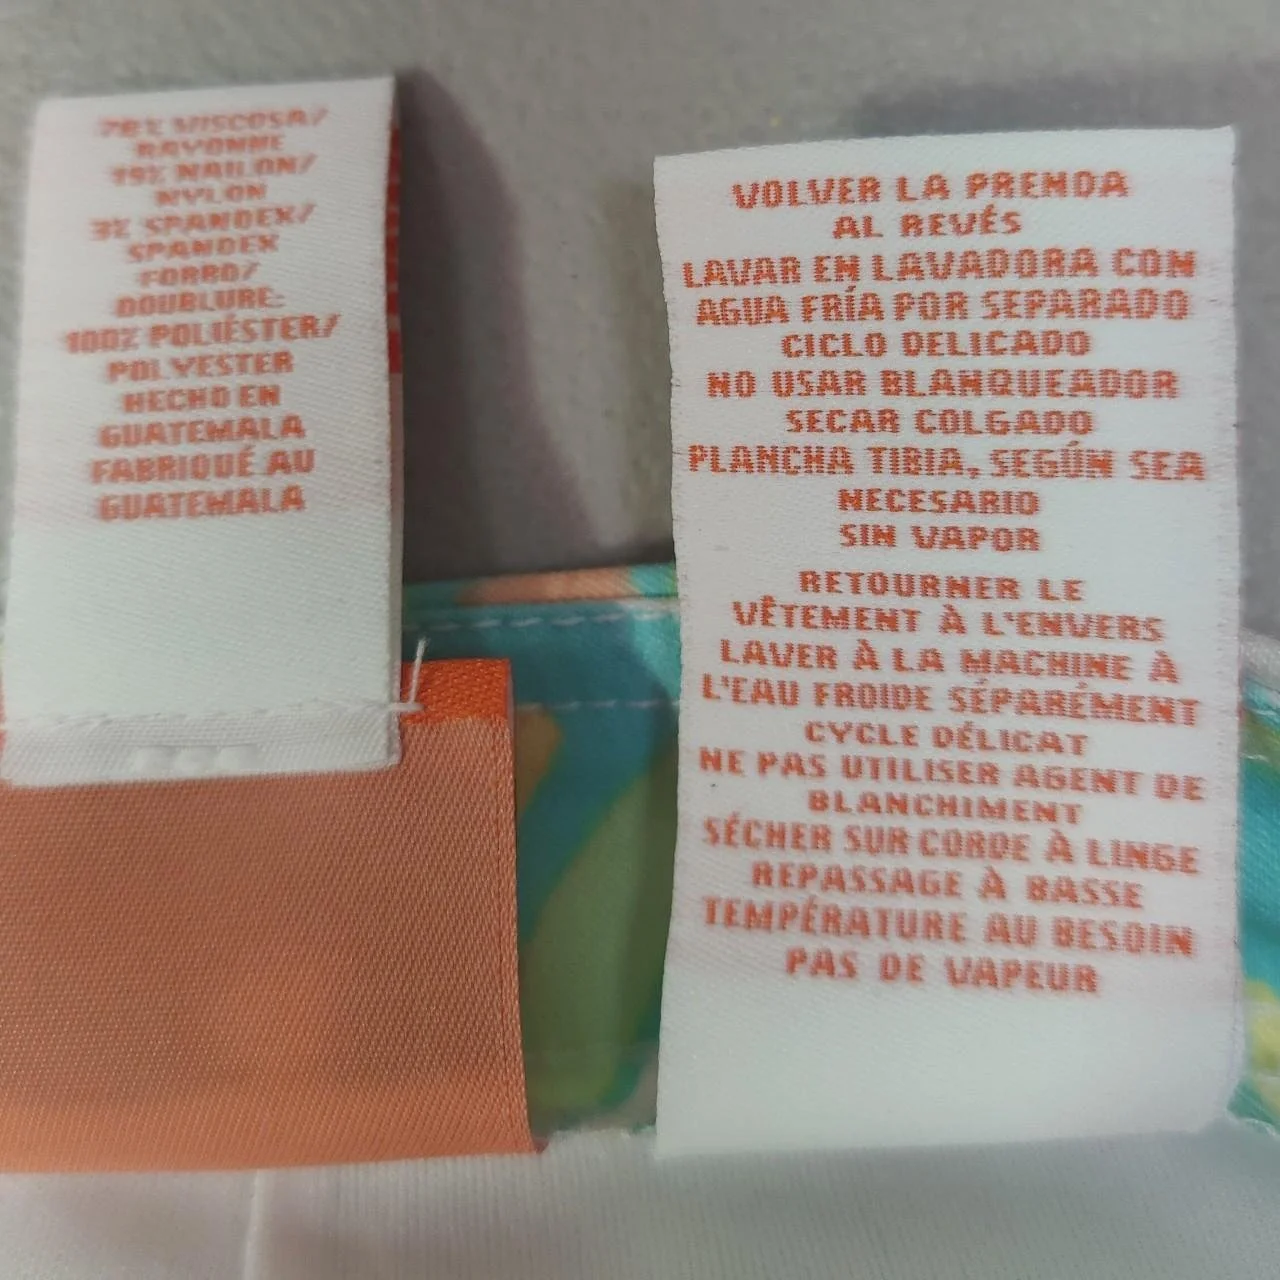 78% VISCOSA/
RAYONNE
19% NAILON/
NYLON
3% SPANDEX/
SPANDEX
FORRO/
DOUBLURE:
100% POLIÉSTER/
POLYESTER
HECHO EN
GUATEMALA
FABRIQUÉ AU
GUATEMALA
VOLVER LA PRENDA
AL REVÉS
LAVAR EN LAVADORA CON
AGUA FRÍA POR SEPARADO
CICLO DELICADO
NO USAR BLANQUEADOR
SECAR COLGADO
PLANCHA TIBIA, SEGÚN SEA
NECESARIO
SIN VAPOR
RETOURNER LE
VÊTEMENT À L'ENVERS
LAVER À LA MACHINE À
L'EAU FROIDE SÉPARÉMENT
CYCLE DÉLICAT
NE PAS UTILISER AGENT DE
BLANCHIMENT
SÉCHER SUR CORDE À LINGE
REPASSAGE À BASSE
TEMPÉRATURE AU BESOIN
PAS DE VAPEUR